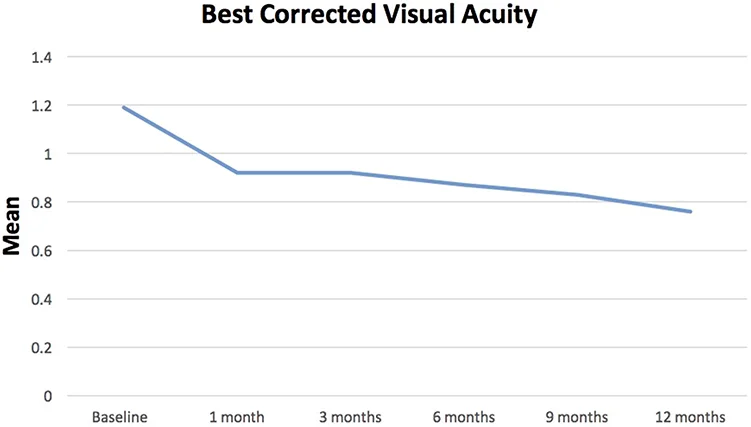 Best Corrected Visual Acuity
1.4
1.2
1
0.8
0.6
0.4
0.2
0
Mean
Baseline
1 month
3 months
6 months
9 months
12 months